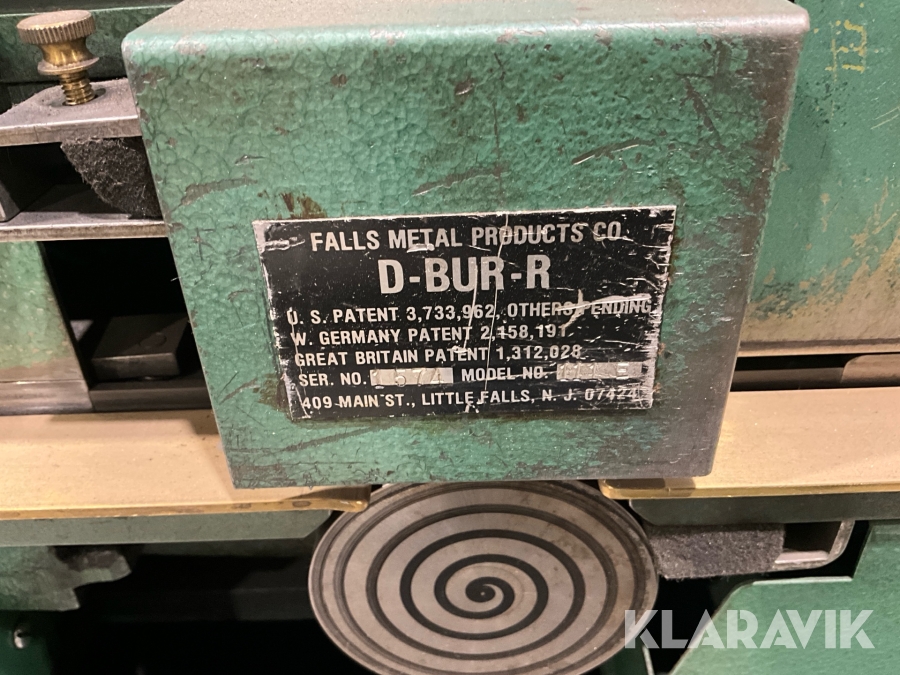 FALLS METAL PRODUCTS CO
D-BUR-R
U. S. PATENT 3,733,962, OTHERS PENDING
W. GERMANY PATENT 2,158,191
GREAT BRITAIN PATENT 1,312,028
SER. NO. 1574 MODEL NO.
409 MAIN ST., LITTLE FALLS, N. J. 07424
KLARAVIK